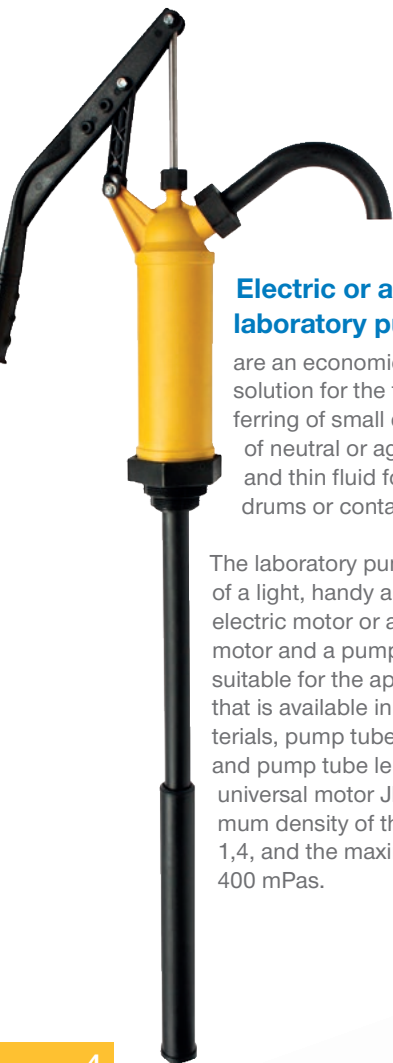 Electric or a
laboratory pu
are an economic
solution for the
ferring of small
of neutral or ag
and thin fluid fo
drums or conta
The laboratory pur
of a light, handy a
electric motor or a
motor and a pump
suitable for the ap
that is available in
terials, pump tube
and pump tube le
universal motor J
mum density of th
1,4, and the maxi
400 mPas.
4